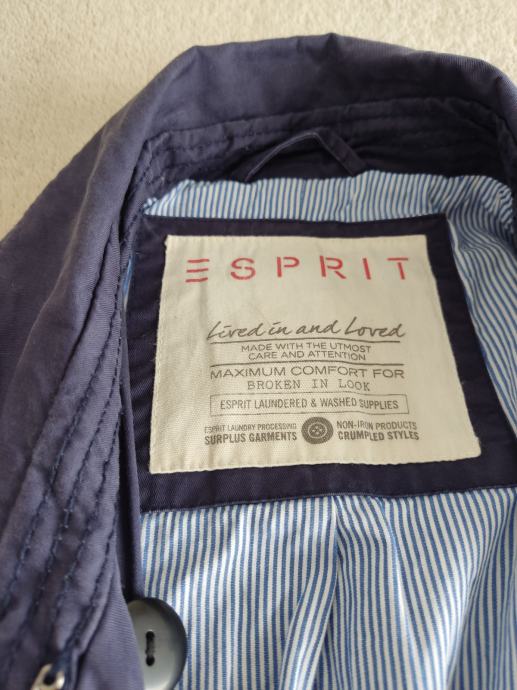 ESPRIT
Lived in and Loved
MADE WITH THE UTMOST
CARE AND ATTENTION
MAXIMUM COMFORT FOR
BROKEN IN LOOK
ESPRIT LAUNDERED & WASHED SUPPLIES
ESPRIT LAUNDRY PROCESSING NON-IRON PRODUCTS
SURPLUS GARMENTS CRUMPLED STYLES